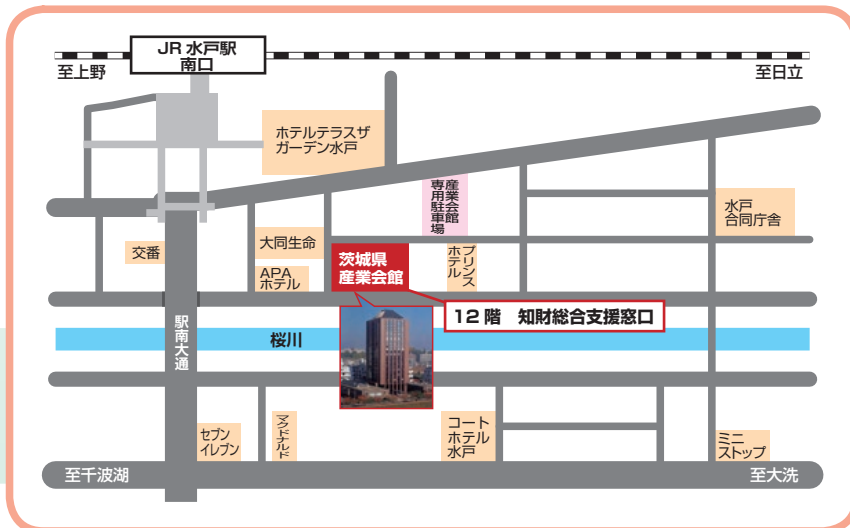 JR 水戸駅
南口
至上野
至日立
ホテルテラスザ
ガーデン水戸
産業会館
専用駐車場
水戸
合同庁舎
交番
大同生命
APA
ホテル
茨城県
産業会館
プリンス
ホテル
12 階　知財総合支援窓口
駅南大通
桜川
セブン
イレブン
マクドナルド
コート
ホテル
水戸
ミニ
ストップ
至千波湖
至大洗